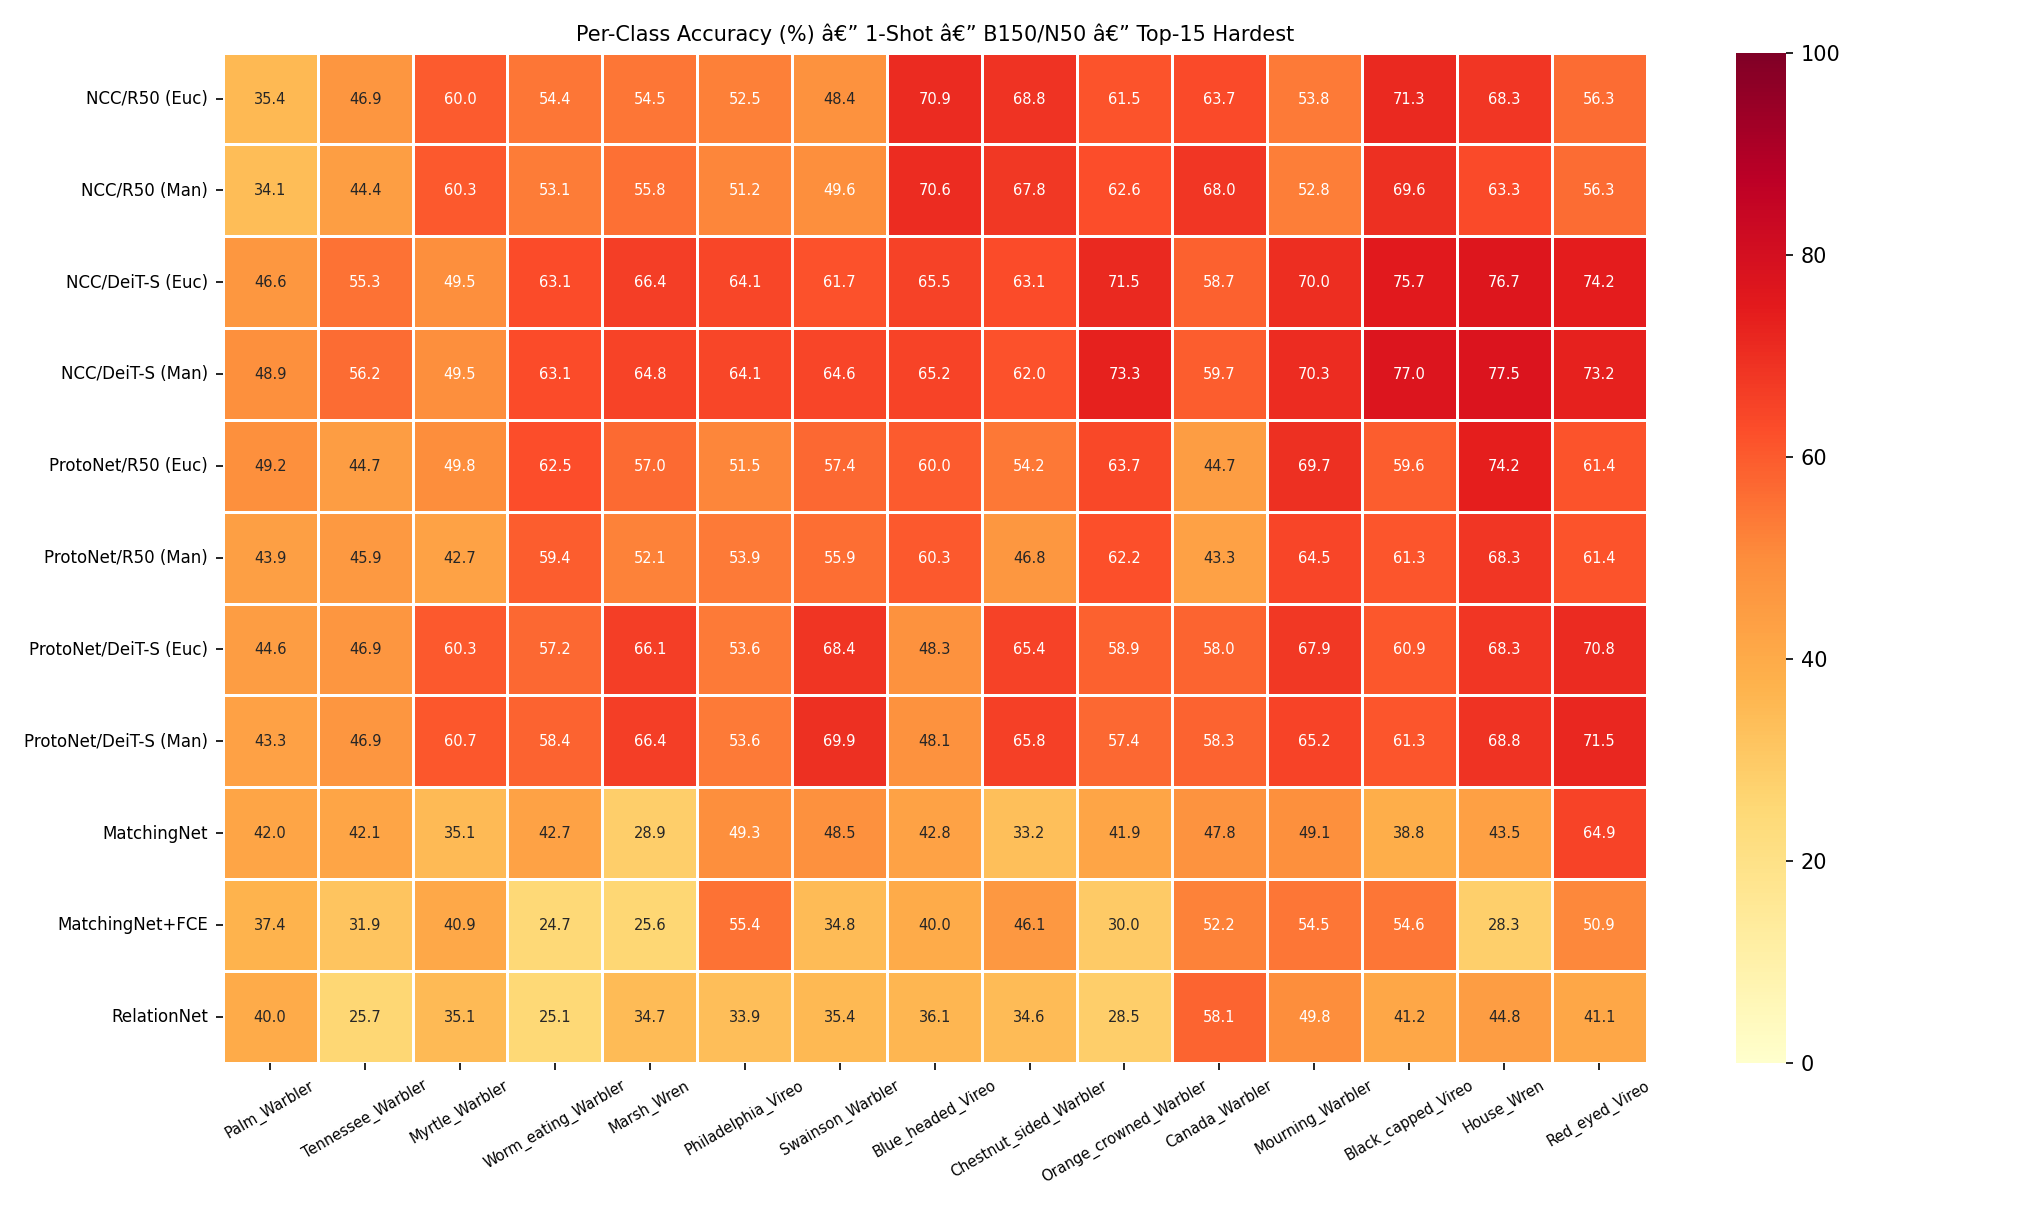 Per-Class Accuracy (%) â€” 1-Shot â€” B150/N50 â€” Top-15 Hardest
NCC/R50 (Euc) 35.4 46.9 60.0 54.4 54.5 52.5 48.4 70.9 68.8 61.5 63.7 53.8 71.3 68.3 56.3
NCC/R50 (Man) 34.1 44.4 60.3 53.1 55.8 51.2 49.6 70.6 67.8 62.6 68.0 52.8 69.6 63.3 56.3
NCC/DeiT-S (Euc) 46.6 55.3 49.5 63.1 66.4 64.1 61.7 65.5 63.1 71.5 58.7 70.0 75.7 76.7 74.2
NCC/DeiT-S (Man) 48.9 56.2 49.5 63.1 64.8 64.1 64.6 65.2 62.0 73.3 59.7 70.3 77.0 77.5 73.2
ProtoNet/R50 (Euc) 49.2 44.7 49.8 62.5 57.0 51.5 57.4 60.0 54.2 63.7 44.7 69.7 59.6 74.2 61.4
ProtoNet/R50 (Man) 43.9 45.9 42.7 59.4 52.1 53.9 55.9 60.3 46.8 62.2 43.3 64.5 61.3 68.3 61.4
ProtoNet/DeiT-S (Euc) 44.6 46.9 60.3 57.2 66.1 53.6 68.4 48.3 65.4 58.9 58.0 67.9 60.9 68.3 70.8
ProtoNet/DeiT-S (Man) 43.3 46.9 60.7 58.4 66.4 53.6 69.9 48.1 65.8 57.4 58.3 65.2 61.3 68.8 71.5
MatchingNet 42.0 42.1 35.1 42.7 28.9 49.3 48.5 42.8 33.2 41.9 47.8 49.1 38.8 43.5 64.9
MatchingNet+FCE 37.4 31.9 40.9 24.7 25.6 55.4 34.8 40.0 46.1 30.0 52.2 54.5 54.6 28.3 50.9
RelationNet 40.0 25.7 35.1 25.1 34.7 33.9 35.4 36.1 34.6 28.5 58.1 49.8 41.2 44.8 41.1
Palm_Warbler
Tennessee_Warbler
Myrtle_Warbler
Worm_eating_Warbler
Marsh_Wren
Philadelphia_Vireo
Swainson_Warbler
Blue_headed_Vireo
Chestnut_sided_Warbler
Orange_crowned_Warbler
Canada_Warbler
Mourning_Warbler
Black_capped_Vireo
House_Wren
Red_eyed_Vireo
100
80
60
40
20
0